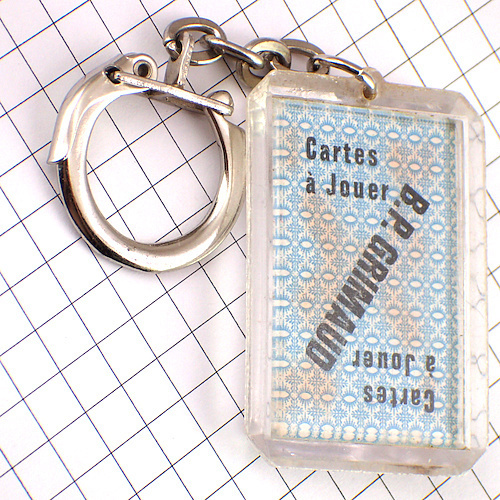 Cartes
à Jouer
B.P. GRIMAUD
Cartes
à Jouer